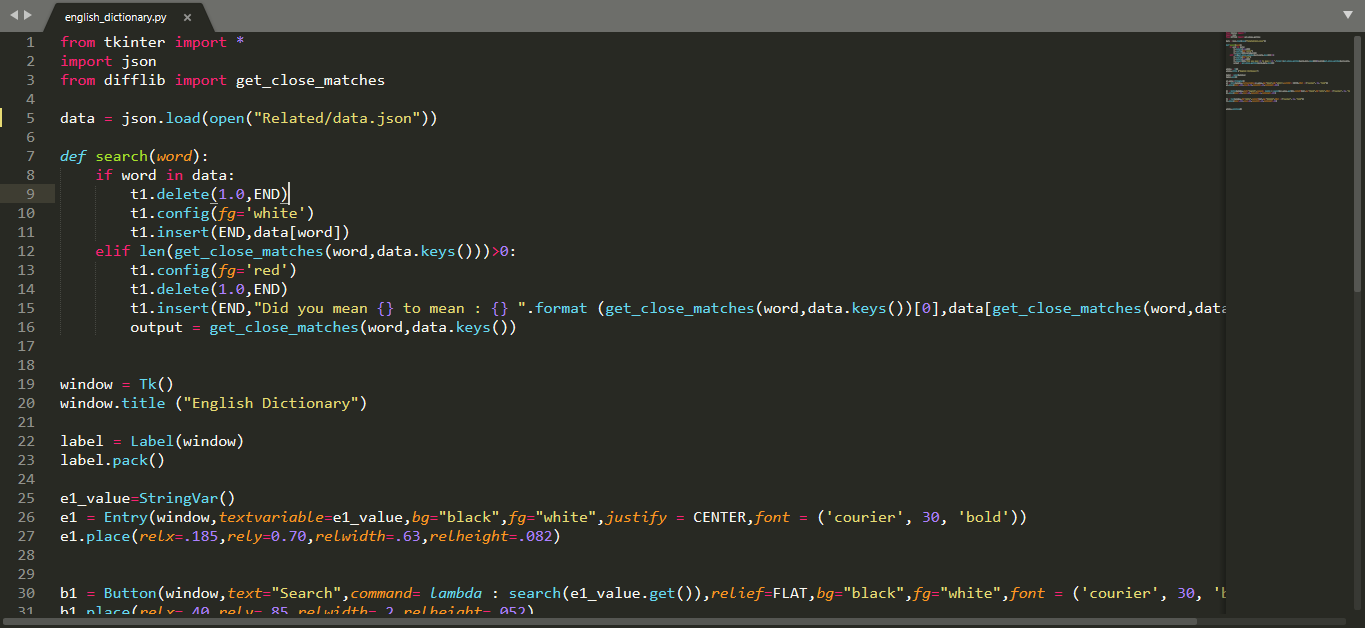 english_dictionary.py ×
1 from tkinter import *
2 import json
3 from difflib import get_close_matches
4
5 data = json.load(open("Related/data.json"))
6
7 def search(word):
8     if word in data:
9         t1.delete(1.0,END)
10         t1.config(fg='white')
11         t1.insert(END,data[word])
12     elif len(get_close_matches(word,data.keys()))>0:
13         t1.config(fg='red')
14         t1.delete(1.0,END)
15         t1.insert(END,"Did you mean {} to mean : {} ".format (get_close_matches(word,data.keys())[0],data[get_close_matches(word,data
16         output = get_close_matches(word,data.keys())
17
18
19 window = Tk()
20 window.title ("English Dictionary")
21
22 label = Label(window)
23 label.pack()
24
25 e1_value=StringVar()
26 e1 = Entry(window,textvariable=e1_value,bg="black",fg="white",justify = CENTER,font = ('courier', 30, 'bold'))
27 e1.place(relx=.185,rely=0.70,relwidth=.63,relheight=.082)
28
29
30 b1 = Button(window,text="Search",command= lambda : search(e1_value.get()),relief=FLAT,bg="black",fg="white",font = ('courier', 30, 'b
31 b1.place(relx=.40,rely=.85,relwidth=.2,relheight=.052)